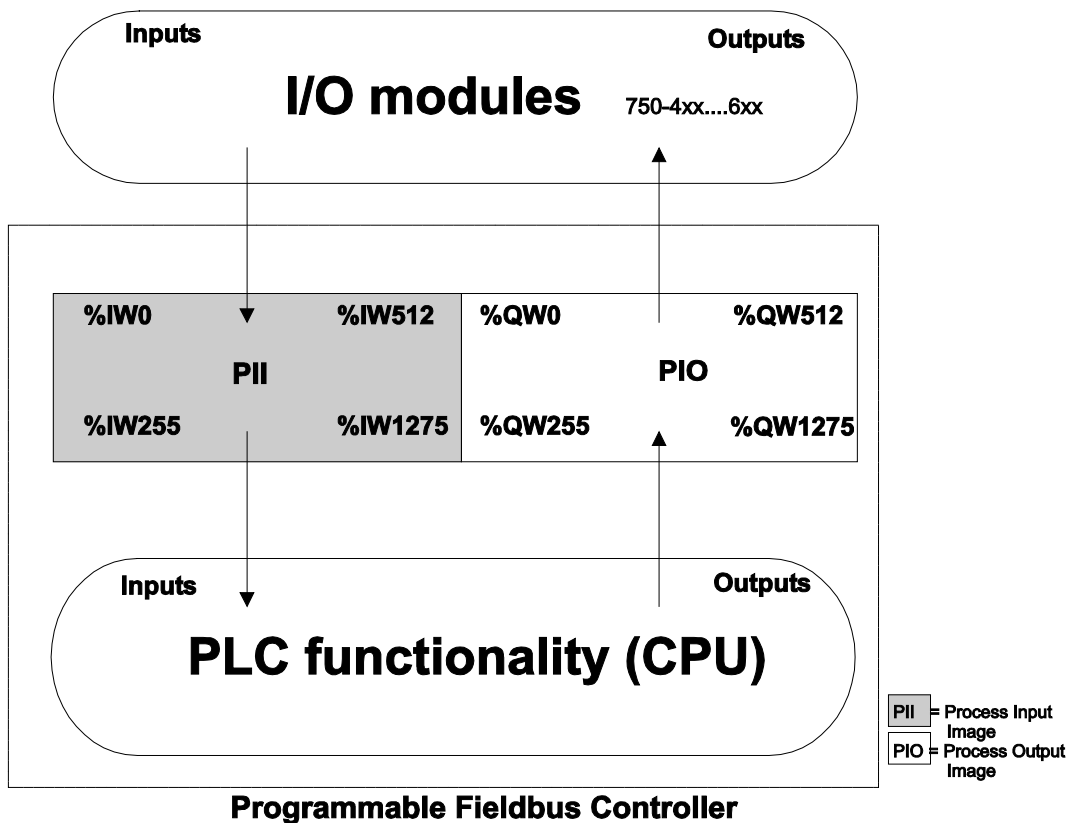 Inputs
Outputs
I/O modules
750-4xx....6xx
%IW0
%IW512
%QW0
%QW512
PII
PIO
%IW255
%IW1275
%QW255
%QW1275
Inputs
Outputs
PLC functionality (CPU)
PII = Process Input
Image
PIO = Process Output
Image
Programmable Fieldbus Controller